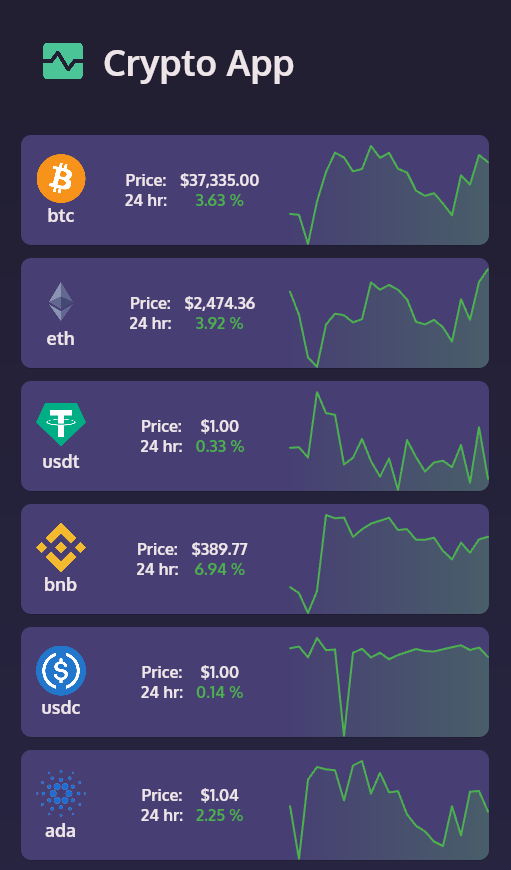 Crypto App
Price: $37,335.00
24 hr: 3.63 %
btc
Price: $2,474.36
24 hr: 3.92 %
eth
Price: $1.00
24 hr: 0.33 %
usdt
Price: $389.77
24 hr: 6.94 %
bnb
Price: $1.00
24 hr: 0.14 %
usdc
Price: $1.04
24 hr: 2.25 %
ada